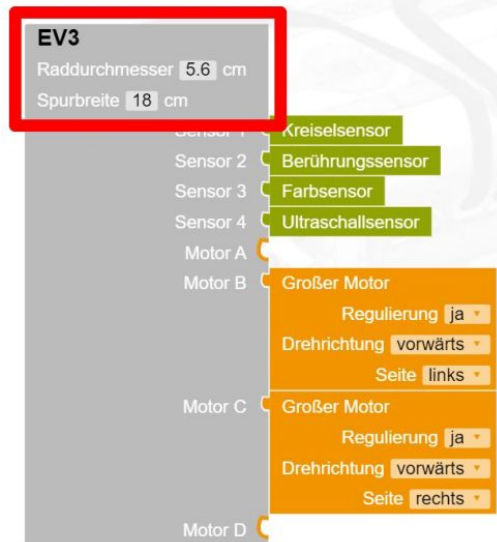 EV3
Raddurchmesser 5.6 cm
Spurbreite 18 cm
Sensor 1 Kreiselsensor
Sensor 2 Berührungssensor
Sensor 3 Farbsensor
Sensor 4 Ultraschallsensor
Motor A
Motor B Großer Motor
Regulierung ja
Drehrichtung vorwärts
Seite links
Motor C Großer Motor
Regulierung ja
Drehrichtung vorwärts
Seite rechts
Motor D